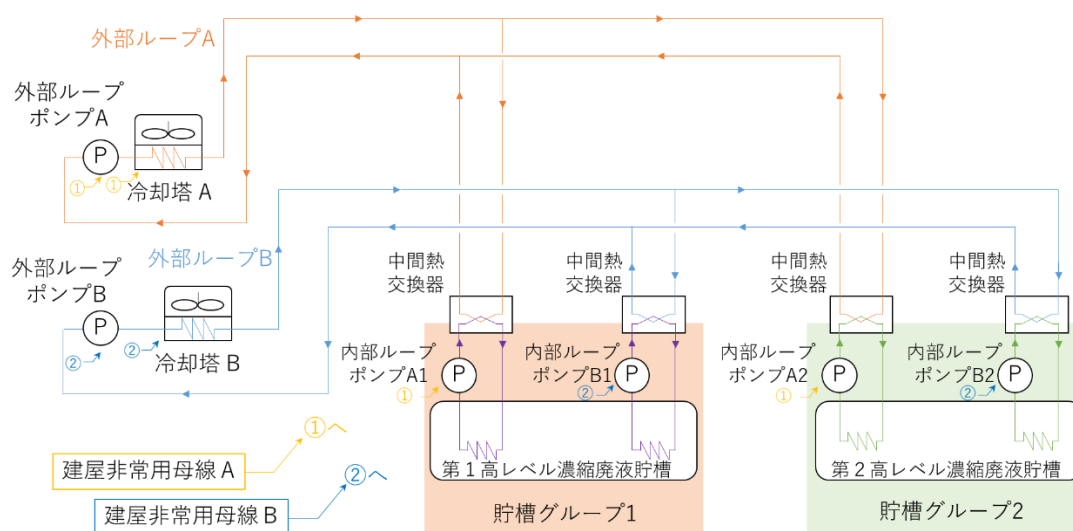 外部ループA
外部ループ
ポンプA
P
①
①
冷却塔 A
外部ループB
外部ループ
ポンプB
P
②
②
冷却塔 B
中間熱
交換器
中間熱
交換器
中間熱
交換器
中間熱
交換器
内部ループ
ポンプA1
P
①
内部ループ
ポンプB1
P
②
内部ループ
ポンプA2
P
①
内部ループ
ポンプB2
P
②
第1高レベル濃縮廃液貯槽
第2高レベル濃縮廃液貯槽
貯槽グループ1
貯槽グループ2
①へ
建屋非常用母線 A
②へ
建屋非常用母線 B